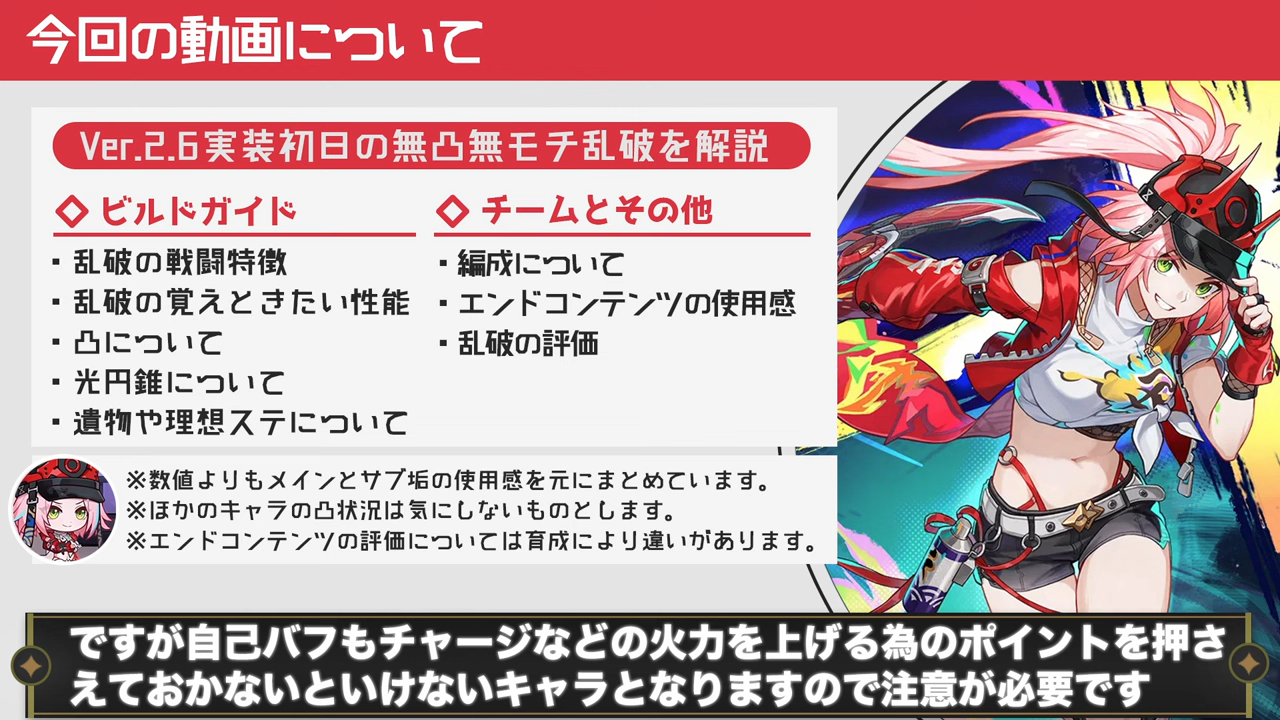 今回の動画について
Ver.2.6実装初日の無凸無モチ乱破を解説
◇ ビルドガイド
・乱破の戦闘特徴
・乱破の覚えときたい性能
・凸について
・光円錐について
・遺物や理想ステについて
◇ チームとその他
・編成について
・エンドコンテンツの使用感
・乱破の評価
※数値よりもメインとサブ垢の使用感を元にまとめています。
※ほかのキャラの凸状況は気にしないものとします。
※エンドコンテンツの評価については育成により違いがあります。
ですが自己バフもチャージなどの火力を上げる為のポイントを押さ
えておかないといけないキャラとなりますので注意が必要です